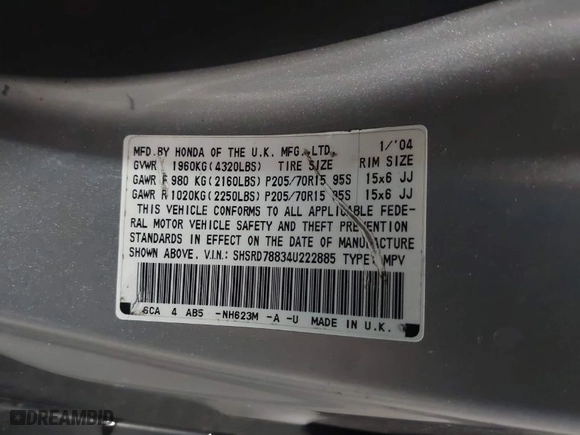 MFD. BY HONDA OF THE U.K. MFG., LTD. 1/'04
GVWR 1960KG(4320LBS) TIRE SIZE RIM SIZE
GAWR F 980 KG(2160LBS) P205/70R15 95S 15x6 JJ
GAWR R 1020KG(2250LBS) P205/70R15 95S 15x6 JJ
THIS VEHICLE CONFORMS TO ALL APPLICABLE FEDE-
RAL MOTOR VEHICLE SAFETY AND THEFT PREVENTION
STANDARDS IN EFFECT ON THE DATE OF MANUFACTURE
SHOWN ABOVE. V.I.N.: SHSRD78834U222885 TYPE: MPV
SCA 4 AB5 -NH623M -A -U MADE IN U.K.
DREAMBID